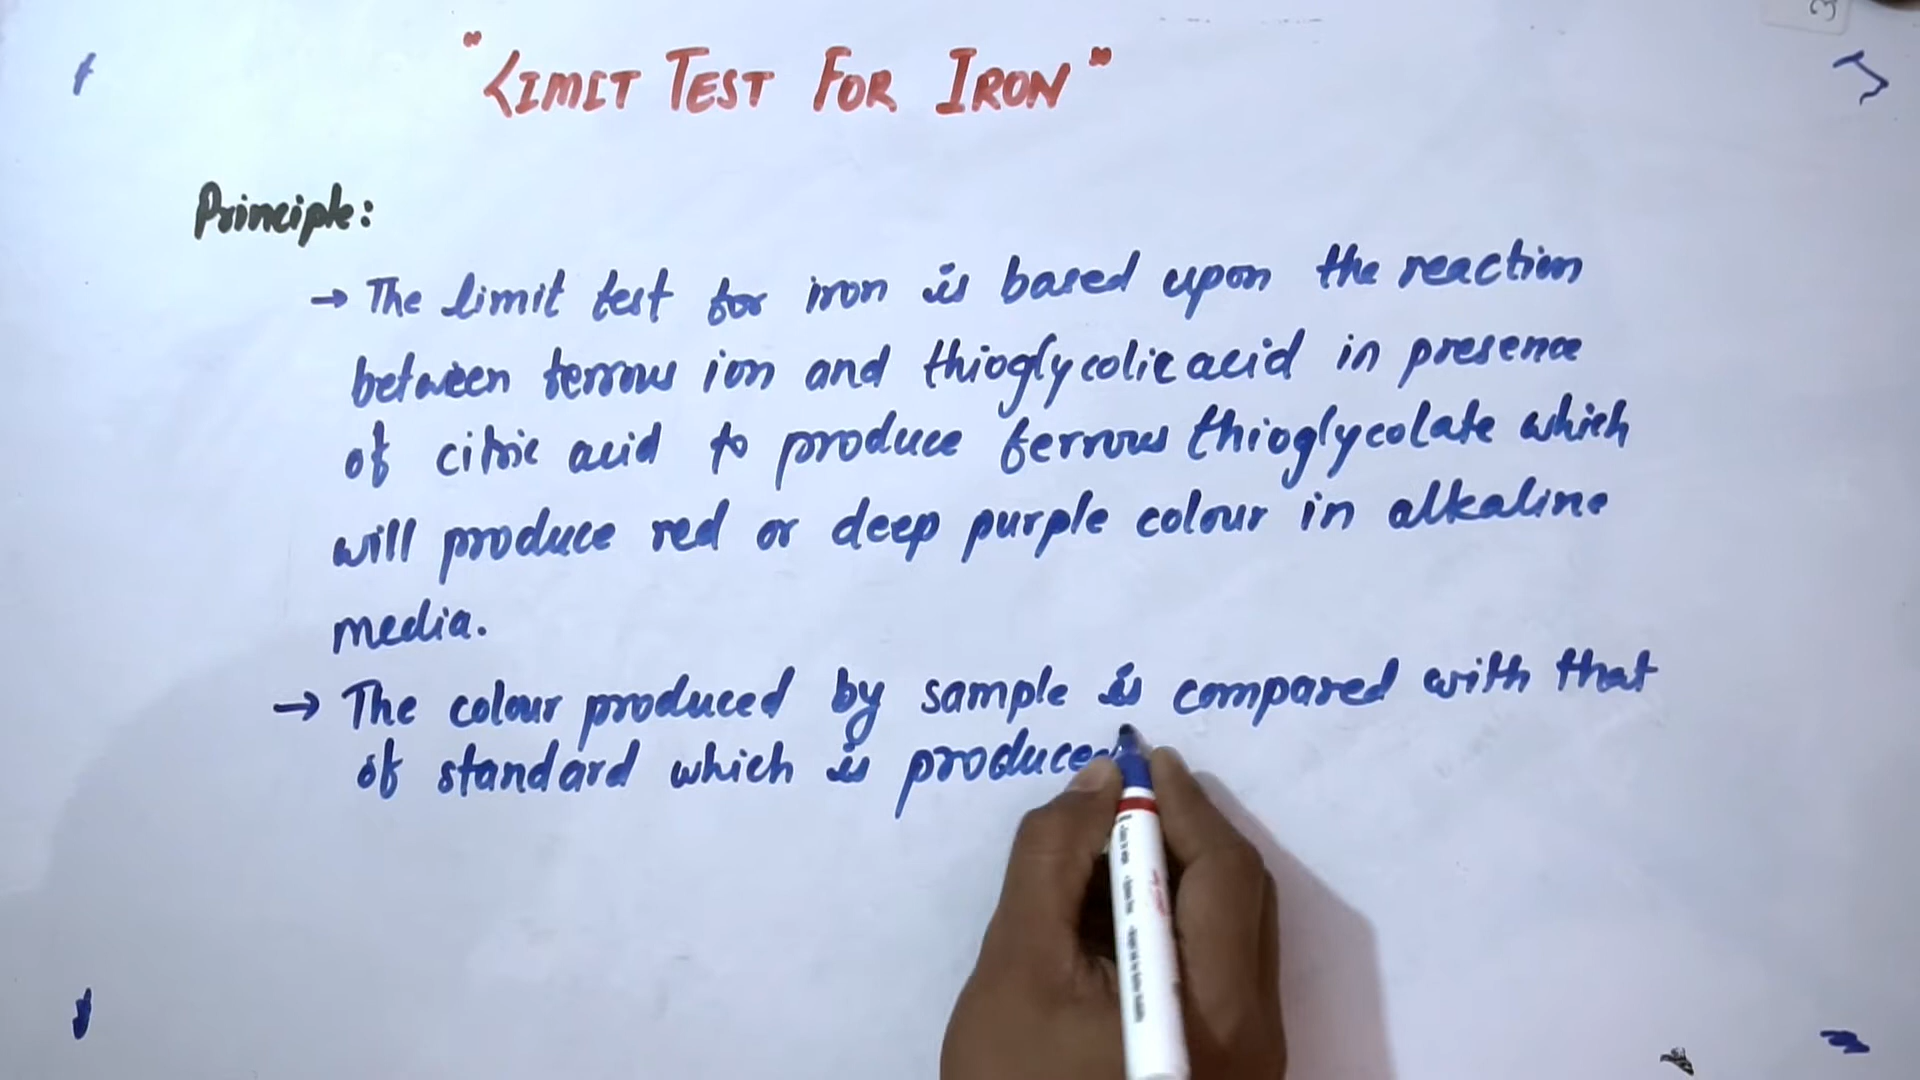 "LIMIT TEST FOR IRON"
Principle:
→ The limit test for iron is based upon the reaction
between ferrous ion and thioglycolic acid in presence
of citric acid to produce ferrous thioglycolate which
will produce red or deep purple colour in alkaline
media.
→ The colour produced by sample is compared with that
of standard which is produced